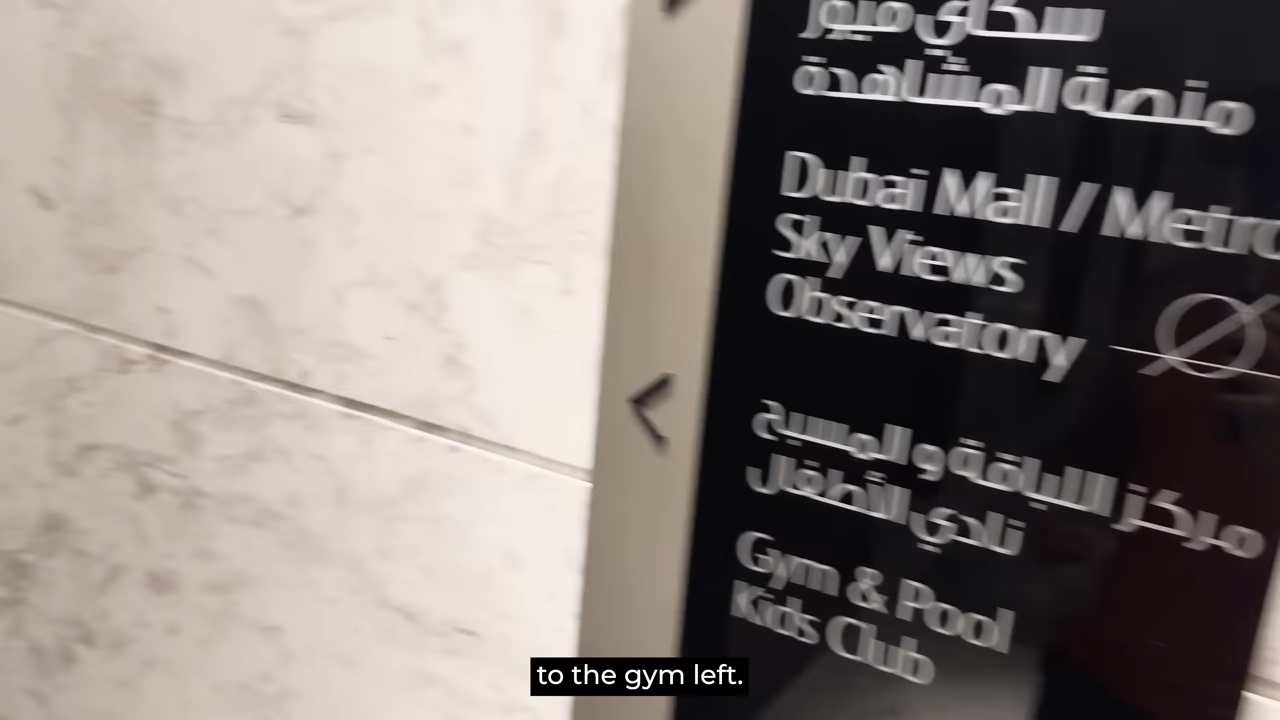 سكاي فيوز
منصة المشاهدة
Dubai Mall / Metro
Sky Views
Observatory
مركز اللياقة و المسبح
نادي الأطفال
Gym & Pool
Kids Club
to the gym left.